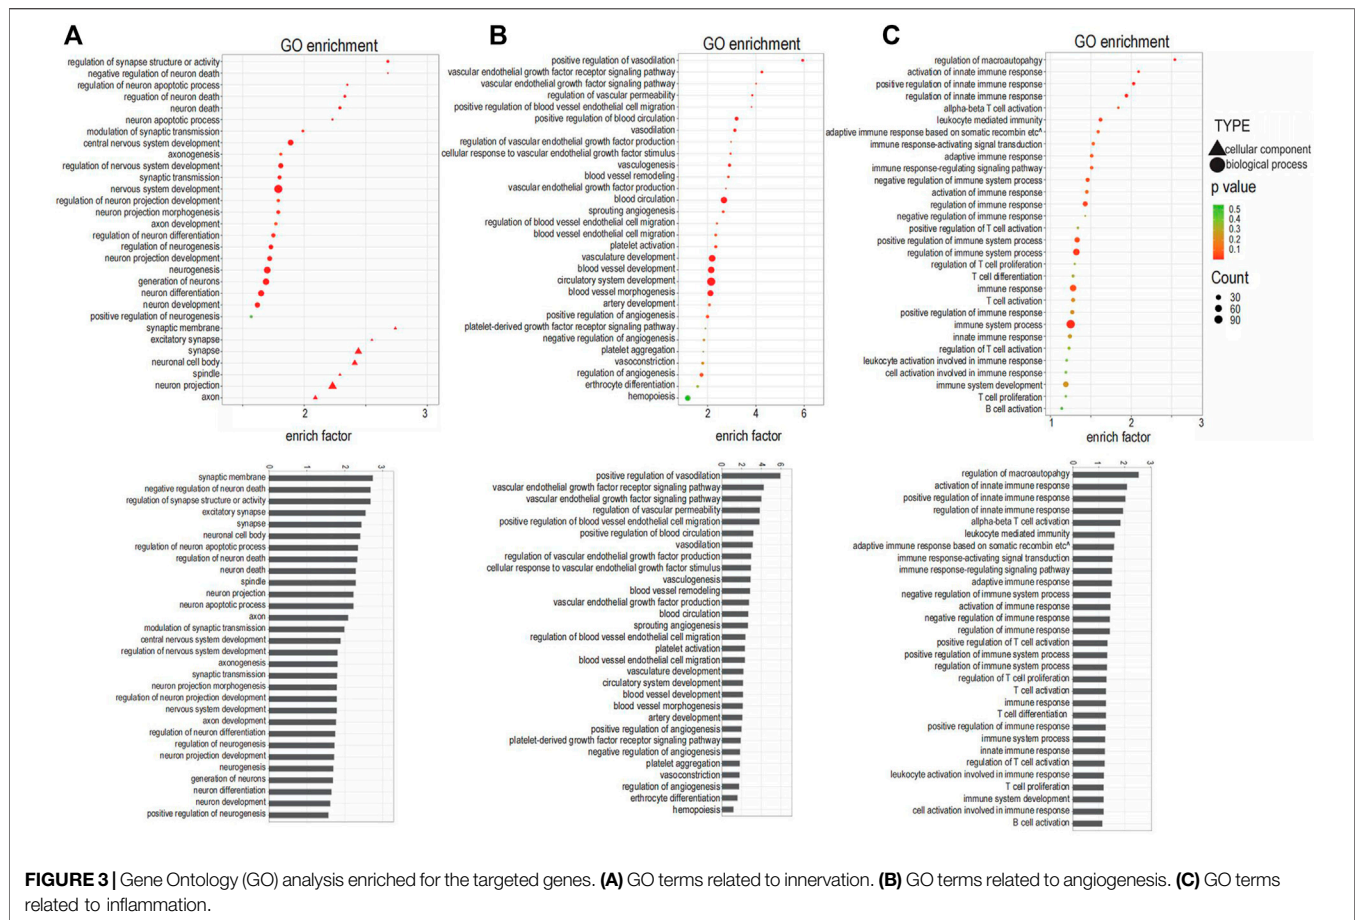 A
GO enrichment
regulation of synapse structure or activity
negative regulation of neuron death
regulation of neuron apoptotic process
reguation of neuron death
neuron death
neuron apoptotic process
modulation of synaptic transmission
central nervous system development
axonogenesis
regulation of nervous system development
synaptic transmission
nervous system development
regulation of neuron projection development
neuron projection morphogenesis
axon development
regulation of neuron differentiation
regulation of neurogenesis
neuron projection development
neurogenesis
generation of neurons
neuron differentiation
neuron development
positive regulation of neurogenesis
synaptic membrane
excitatory synapse
synapse
neuronal cell body
spindle
neuron projection
axon
2 3
enrich factor
B
GO enrichment
positive regulation of vasodilation
vascular endothelial growth factor receptor signaling pathway
vascular endothelial growth factor signaling pathway
regulation of vascular permeability
positive regulation of blood vessel endothelial cell migration
positive regulation of blood circulation
vasodilation
regulation of vascular endothelial growth factor production
cellular response to vascular endothelial growth factor stimulus
vasculogenesis
blood vessel remodeling
vascular endothelial growth factor production
blood circulation
sprouting angiogenesis
regulation of blood vessel endothelial cell migration
blood vessel endothelial cell migration
platelet activation
vasculature development
blood vessel development
circulatory system development
blood vessel morphogenesis
artery development
positive regulation of angiogenesis
platelet-derived growth factor receptor signaling pathway
negative regulation of angiogenesis
platelet aggregation
vasoconstriction
regulation of angiogenesis
erthrocyte differentiation
hemopoiesis
2 4 6
enrich factor
C
GO enrichment
regulation of macroautopahgy
activation of innate immune response
positive regulation of innate immune response
regulation of innate immune response
allpha-beta T cell activation
leukocyte mediated immunity
adaptive immune response based on somatic recombin etc^
immune response-activating signal transduction
adaptive immune response
immune response-regulating signaling pathway
negative regulation of immune system process
activation of immune response
regulation of immune response
negative regulation of immune response
positive regulation of T cell activation
positive regulation of immune system process
regulation of immune system process
regulation of T cell proliferation
T cell differentiation
immune response
T cell activation
positive regulation of immune response
immune system process
innate immune response
regulation of T cell activation
leukocyte activation involved in immune response
cell activation involved in immune response
immune system development
T cell proliferation
B cell activation
1 2 3
enrich factor
TYPE
cellular component
biological process
p value
0.5
0.4
0.3
0.2
0.1
Count
30
60
90
0 1 2 3
synaptic membrane
negative regulation of neuron death
regulation of synapse structure or activity
excitatory synapse
synapse
neuronal cell body
regulation of neuron apoptotic process
regulation of neuron death
neuron death
spindle
neuron projection
neuron apoptotic process
axon
modulation of synaptic transmission
central nervous system development
regulation of nervous system development
axonogenesis
synaptic transmission
neuron projection morphogenesis
regulation of neuron projection development
nervous system development
axon development
regulation of neuron differentiation
regulation of neurogenesis
neuron projection development
neurogenesis
generation of neurons
neuron differentiation
neuron development
positive regulation of neurogenesis
0 2 4 6
positive regulation of vasodilation
vascular endothelial growth factor receptor signaling pathway
vascular endothelial growth factor signaling pathway
regulation of vascular permeability
positive regulation of blood vessel endothelial cell migration
positive regulation of blood circulation
vasodilation
regulation of vascular endothelial growth factor production
cellular response to vascular endothelial growth factor stimulus
vasculogenesis
blood vessel remodeling
vascular endothelial growth factor production
blood circulation
sprouting angiogenesis
regulation of blood vessel endothelial cell migration
platelet activation
blood vessel endothelial cell migration
vasculature development
circulatory system development
blood vessel development
blood vessel morphogenesis
artery development
positive regulation of angiogenesis
platelet-derived growth factor receptor signaling pathway
negative regulation of angiogenesis
platelet aggregation
vasoconstriction
regulation of angiogenesis
erthrocyte differentiation
hemopoiesis
0 1 2 3
regulation of macroautopahgy
activation of innate immune response
positive regulation of innate immune response
regulation of innate immune response
allpha-beta T cell activation
leukocyte mediated immunity
adaptive immune response based on somatic recombin etc^
immune response-activating signal transduction
immune response-regulating signaling pathway
adaptive immune response
negative regulation of immune system process
activation of immune response
negative regulation of immune response
regulation of immune response
positive regulation of T cell activation
positive regulation of immune system process
regulation of immune system process
regulation of T cell proliferation
T cell activation
immune response
T cell differentiation
positive regulation of immune response
immune system process
innate immune response
regulation of T cell activation
leukocyte activation involved in immune response
T cell proliferation
immune system development
cell activation involved in immune response
B cell activation
FIGURE 3 | Gene Ontology (GO) analysis enriched for the targeted genes. (A) GO terms related to innervation. (B) GO terms related to angiogenesis. (C) GO terms
related to inflammation.